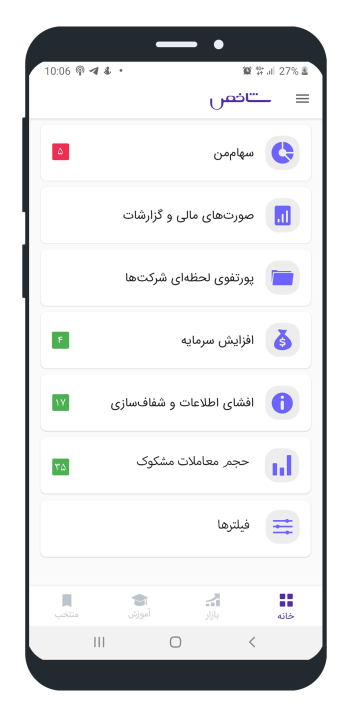 10:06
27%
شاخص
سهام‌من
۵
صورت‌های مالی و گزارشات
پورتفوی لحظه‌ای شرکت‌ها
افزایش سرمایه
۴
افشای اطلاعات و شفاف‌سازی
۱۷
حجم معاملات مشکوک
۳۵
فیلترها
خانه
بازار
آموزش
منتخب